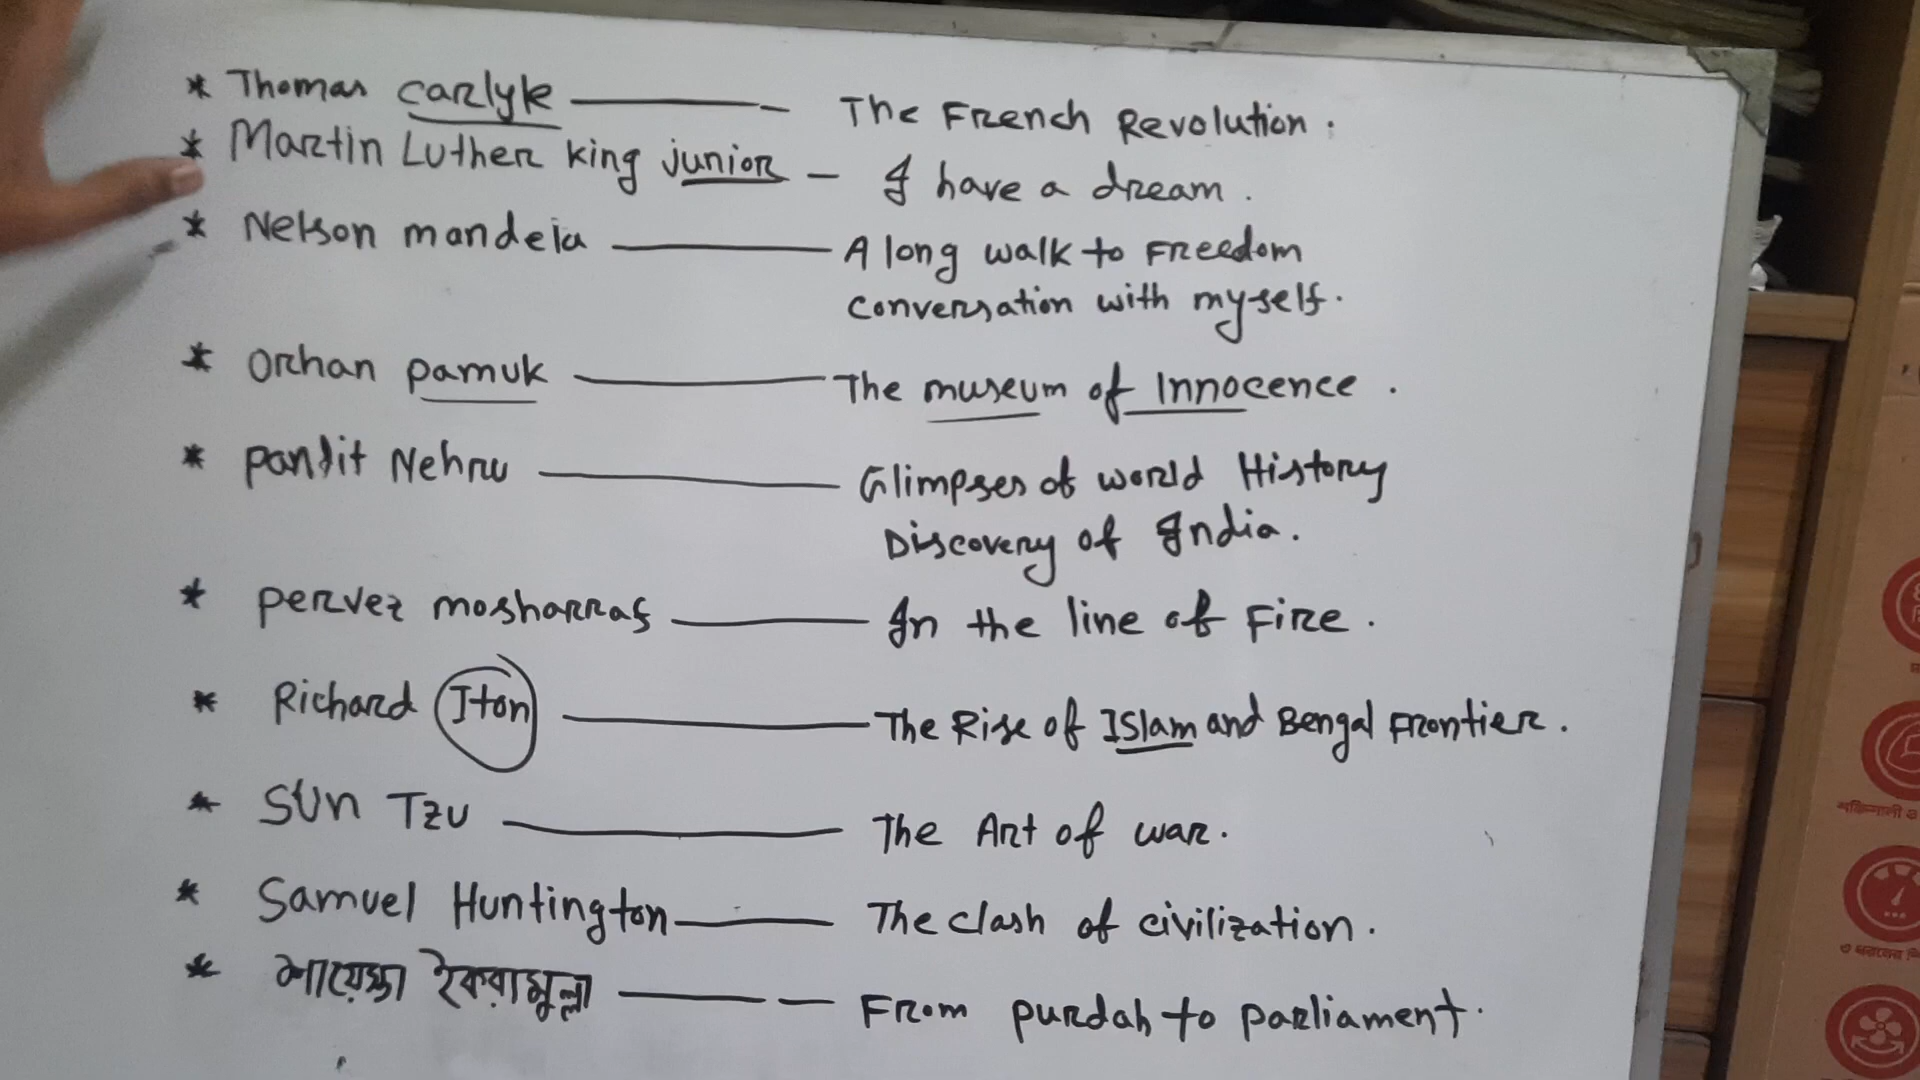 * Thomas Carlyle ——— The French Revolution.
* Martin Luther king junior — I have a dream.
* Nelson mandela ——— A long walk to Freedom
conversation with myself.
* Orhan pamuk ——— The museum of Innocence.
* pandit Nehru ——— Glimpses of world History
Discovery of India.
* pervez mosharraf ——— In the line of Fire.
* Richard Iton ——— The Rise of Islam and Bengal Frontier.
* SUN TZU ——— The Art of war.
* Samuel Huntington ——— The clash of civilization.
* শায়েস্তা ইকরামুল্লা ——— From purdah to parliament.